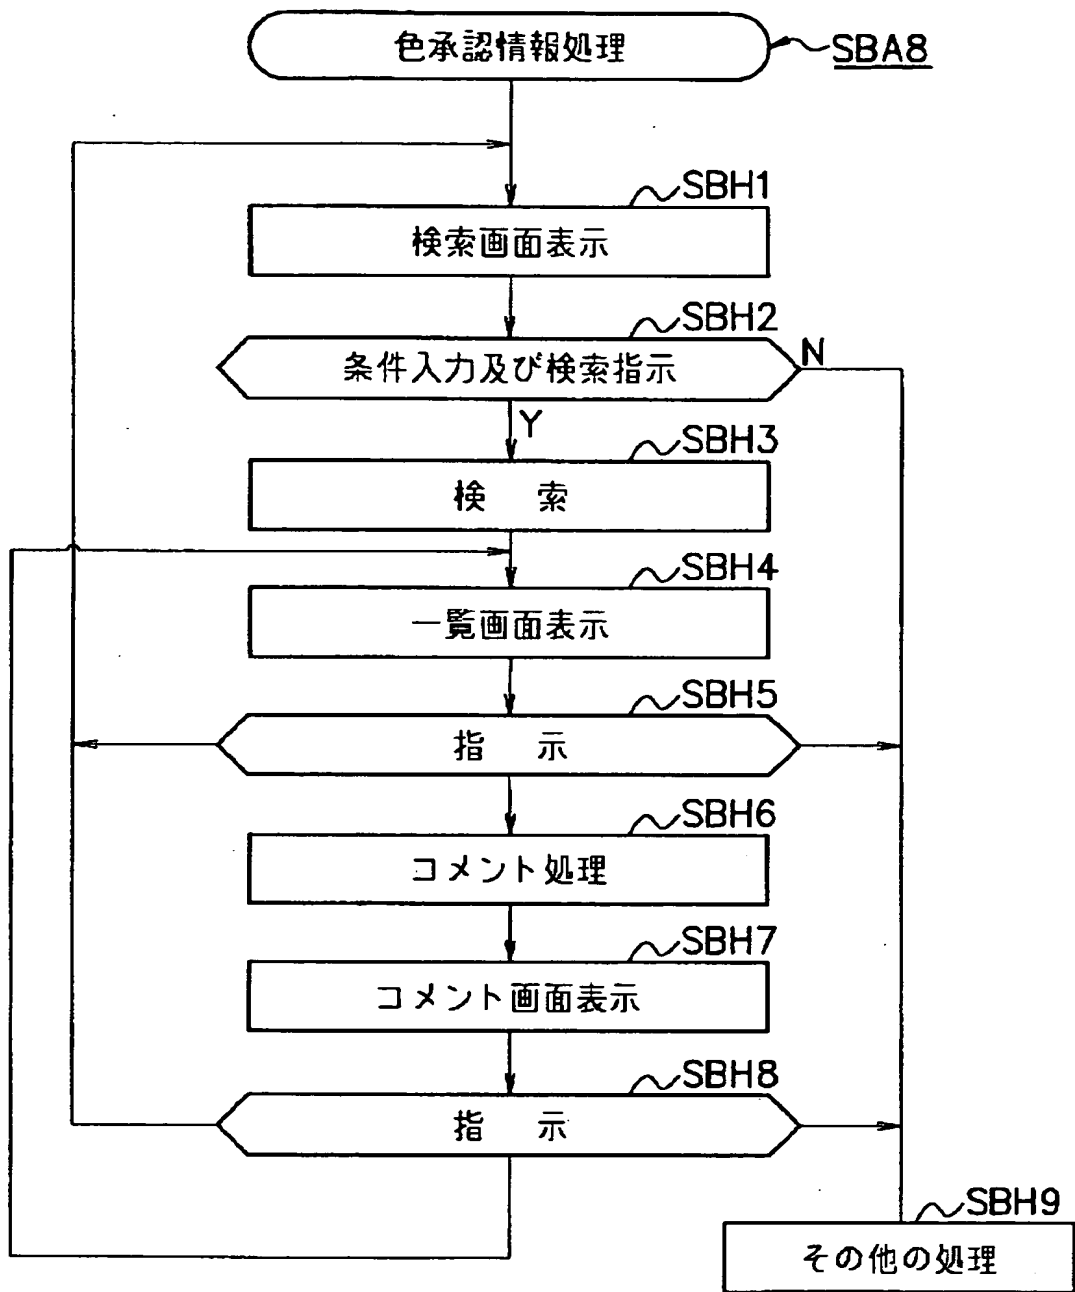 色承認情報処理 SBA8
SBH1
検索画面表示
SBH2
条件入力及び検索指示 N
Y
SBH3
検 索
SBH4
一覧画面表示
SBH5
指 示
SBH6
コメント処理
SBH7
コメント画面表示
SBH8
指 示
SBH9
その他の処理